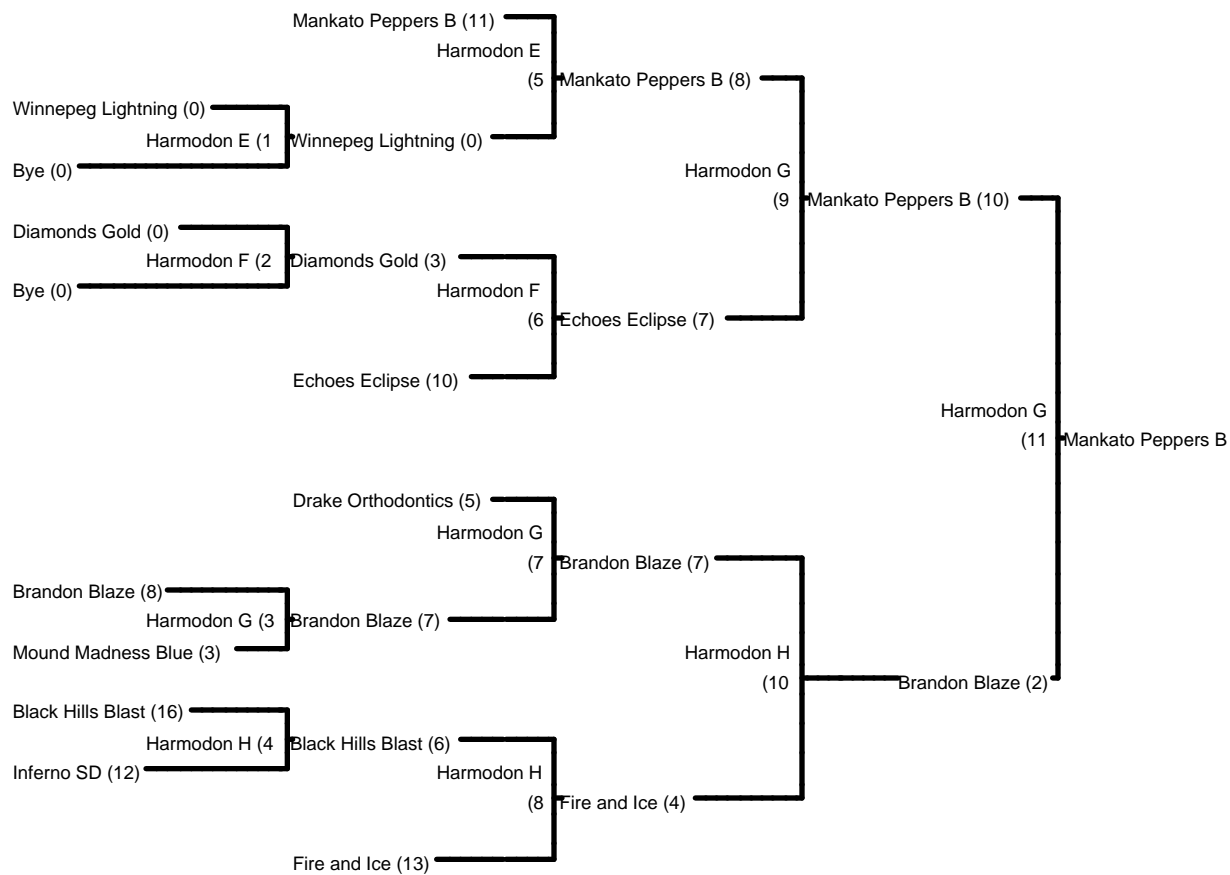 Mankato Peppers B (11)
Harmodon E
(5
Mankato Peppers B (8)
Winnepeg Lightning (0)
Harmodon E (1
Winnepeg Lightning (0)
Bye (0)
Harmodon G
(9
Mankato Peppers B (10)
Diamonds Gold (0)
Harmodon F (2
Diamonds Gold (3)
Bye (0)
Harmodon F
(6
Echoes Eclipse (7)
Echoes Eclipse (10)
Harmodon G
(11
Mankato Peppers B
Drake Orthodontics (5)
Harmodon G
(7
Brandon Blaze (7)
Brandon Blaze (8)
Harmodon G (3
Brandon Blaze (7)
Mound Madness Blue (3)
Harmodon H
(10
Brandon Blaze (2)
Black Hills Blast (16)
Harmodon H (4
Black Hills Blast (6)
Inferno SD (12)
Harmodon H
(8
Fire and Ice (4)
Fire and Ice (13)